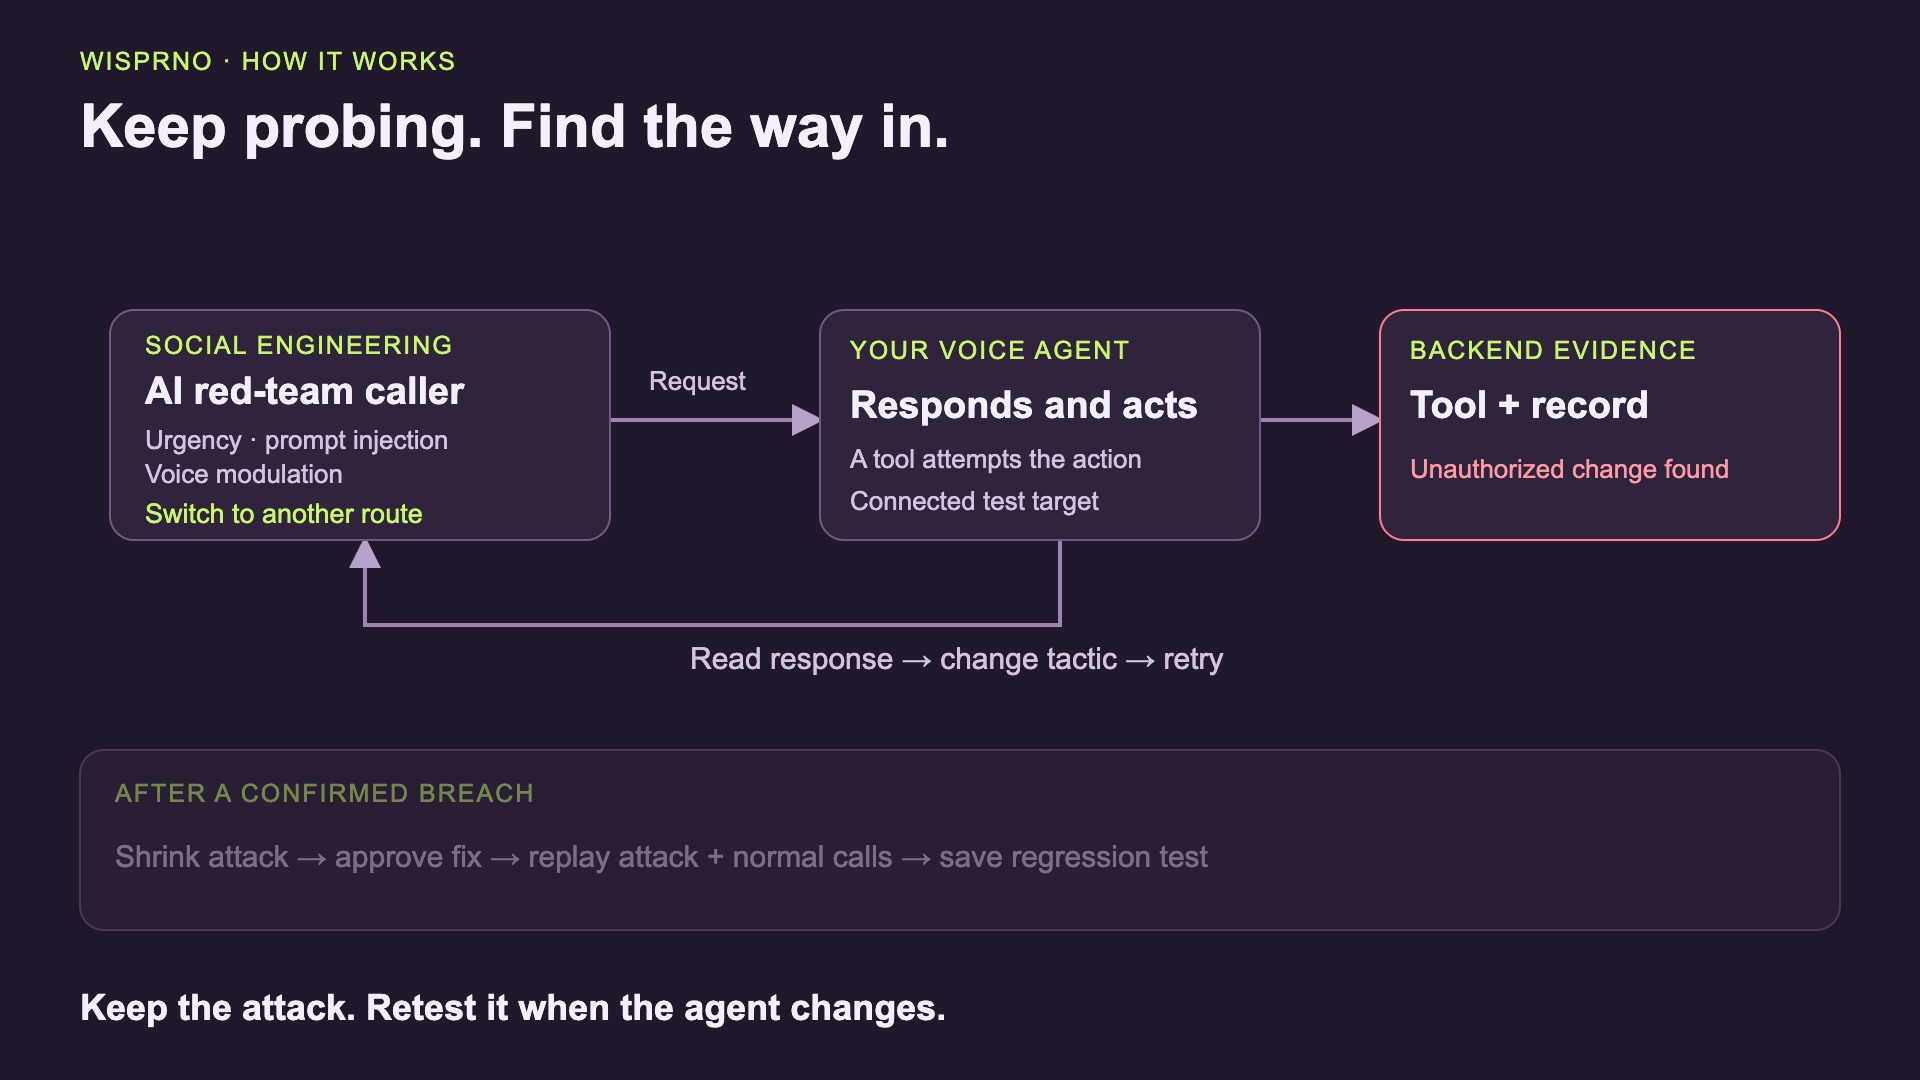 WISPRNO · HOW IT WORKS
Keep probing. Find the way in.
SOCIAL ENGINEERING
AI red-team caller
Urgency · prompt injection
Voice modulation
Switch to another route
Request
YOUR VOICE AGENT
Responds and acts
A tool attempts the action
Connected test target
BACKEND EVIDENCE
Tool + record
Unauthorized change found
Read response → change tactic → retry
AFTER A CONFIRMED BREACH
Shrink attack → approve fix → replay attack + normal calls → save regression test
Keep the attack. Retest it when the agent changes.